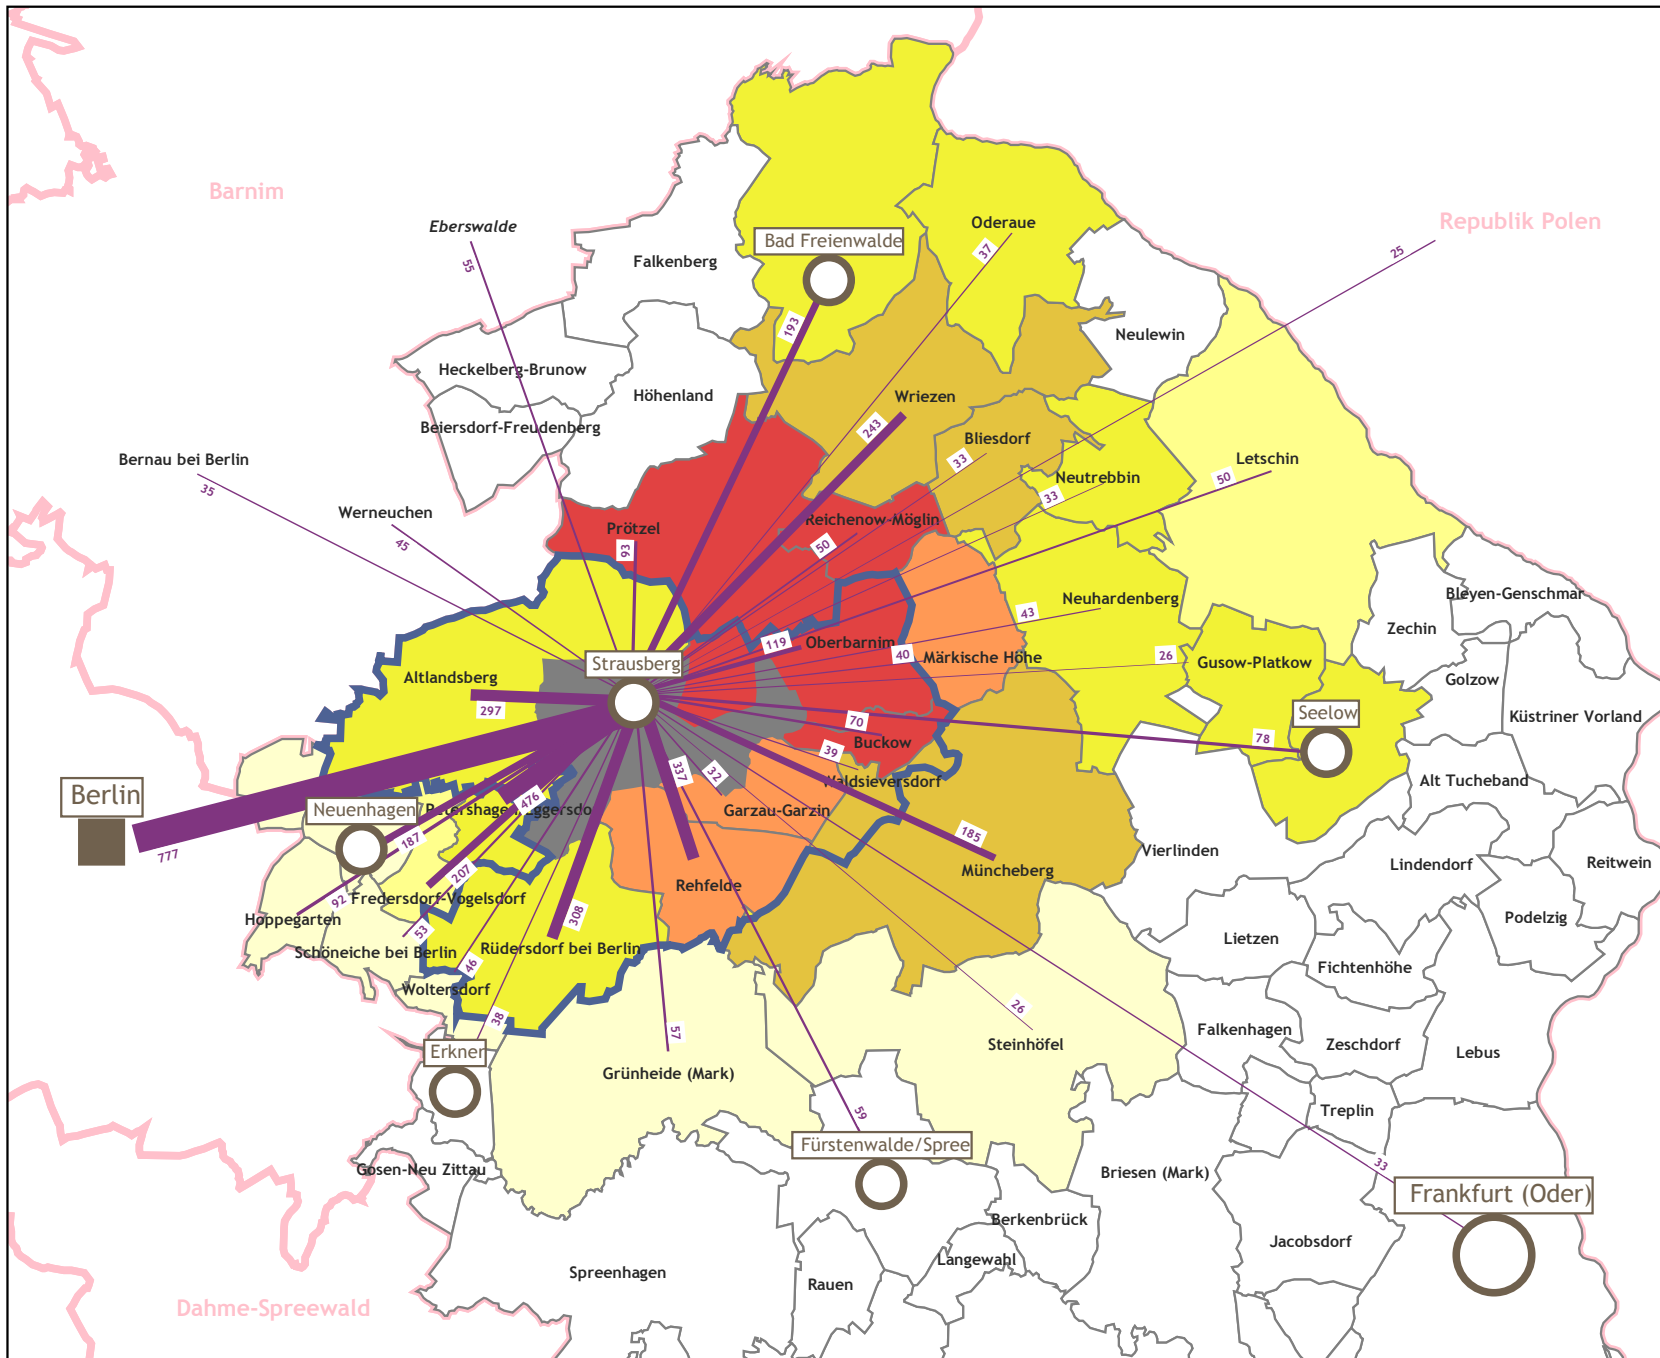 Barnim
Republik Polen
Eberswalde
Oderaue
Bad Freienwalde
37
25
55
Falkenberg
193
Neulewin
Heckelberg-Brunow
Höhenland
Wriezen
Beiersdorf-Freudenberg
243
Bliesdorf
Bernau bei Berlin
33
Letschin
35
Neutrebbin
50
33
Werneuchen
Prötzel
Reichenow-Möglin
45
93
50
Bleyen-Genschmar
Neuhardenberg
43
Zechin
119
Oberbarnim
Strausberg
40
Märkische Höhe
26
Gusow-Platkow
Altlandsberg
Golzow
297
Seelow
Küstriner Vorland
70
78
Buckow
39
337
32
Waldsieversdorf
Alt Tucheband
Berlin
476
Neuenhagen
Garzau-Garzin
777
187
185
Vierlinden
Lindendorf
Reitwein
207
Müncheberg
Rehfelde
92
Fredersdorf-Vogelsdorf
Hoppegarten
308
Podelzig
53
Lietzen
Schöneiche bei Berlin
Rüdersdorf bei Berlin
46
Fichtenhöhe
Woltersdorf
38
26
57
Falkenhagen
Erkner
Steinhöfel
Zeschdorf
Lebus
Grünheide (Mark)
59
Treplin
Fürstenwalde/Spree
Gosen-Neu Zittau
Briesen (Mark)
33
Frankfurt (Oder)
Berkenbrück
Jacobsdorf
Langewahl
Spreenhagen
Rauen
Dahme-Spreewald